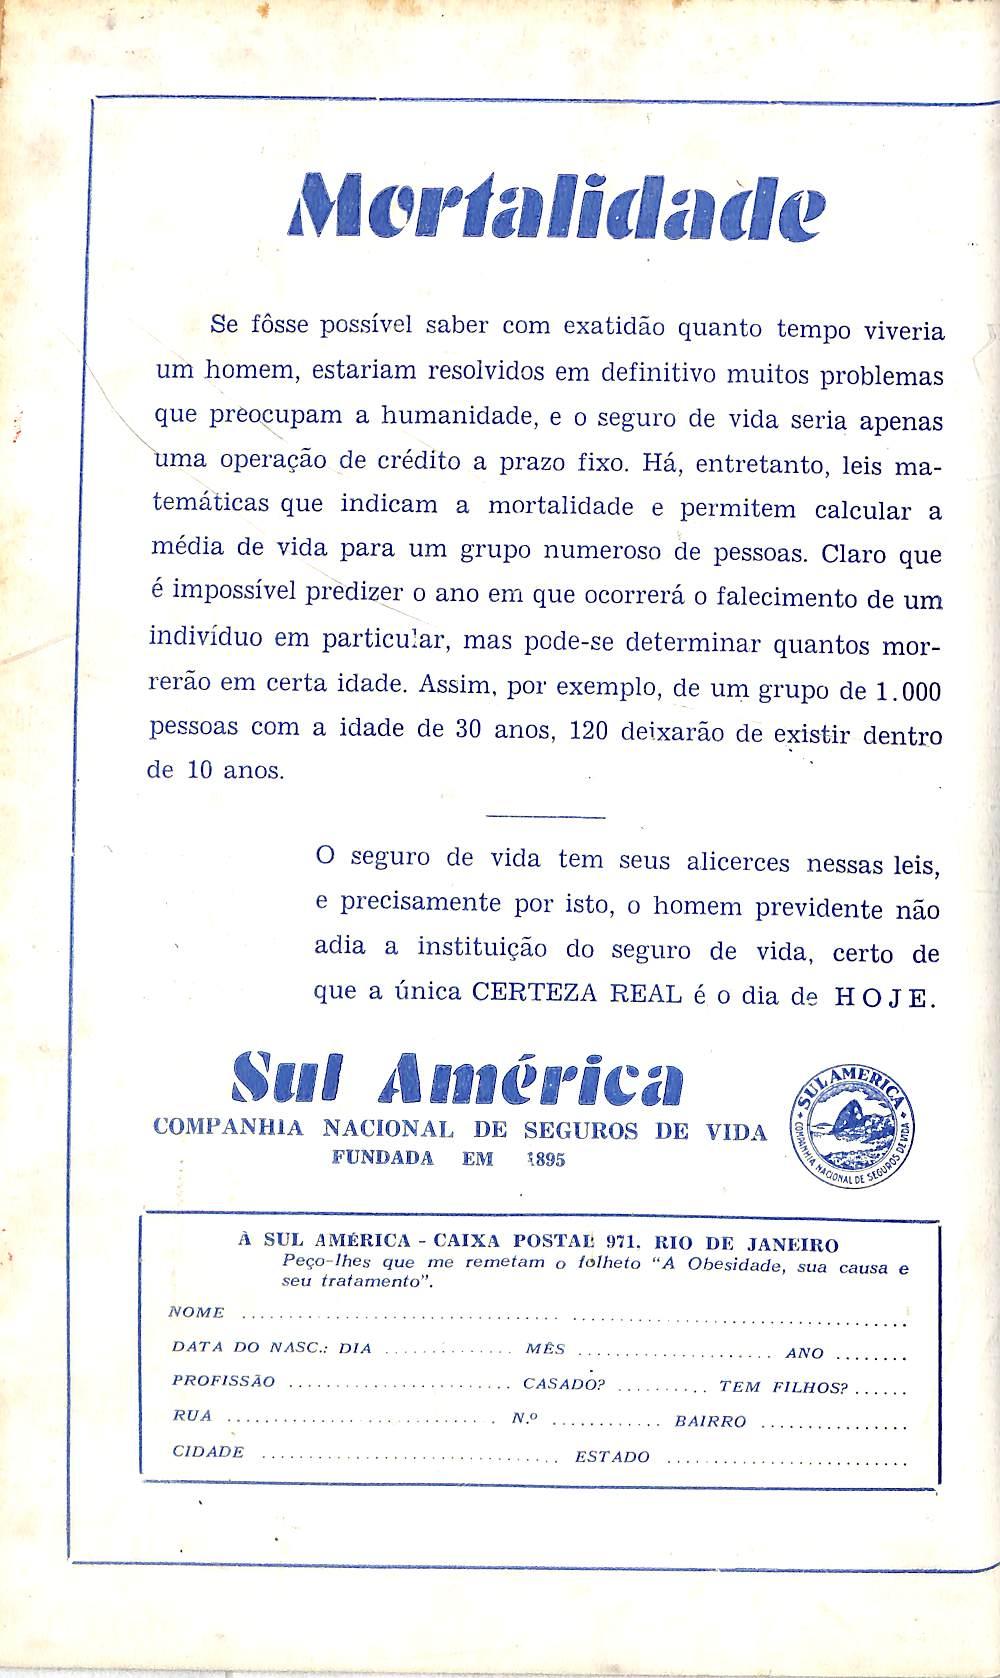 Mortalidade
Se fôsse possível saber com exatidão quanto tempo viveria
um homem, estariam resolvidos em definitivo muitos problemas
que preocupam a humanidade, e o seguro de vida seria apenas
uma operação de crédito a prazo fixo. Há, entretanto, leis ma-
temáticas que indicam a mortalidade e permitem calcular a
média de vida para um grupo numeroso de pessoas. Claro que
é impossível predizer o ano em que ocorrerá o falecimento de um
indivíduo em particular, mas pode-se determinar quantos mor-
rerão em certa idade. Assim, por exemplo, de um grupo de 1.000
pessoas com a idade de 30 anos, 120 deixarão de existir dentro
de 10 anos.
O seguro de vida tem seus alicerces nessas leis,
e precisamente por isto, o homem previdente não
adia a instituição do seguro de vida, certo de
que a única CERTEZA REAL é o dia de HOJE.
Sul América
COMPANHIA NACIONAL DE SEGUROS DE VIDA
FUNDADA EM 1895
SUL AMERICA
COMPANHIA NACIONAL DE SEGUROS DE VIDA
À SUL AMÉRICA - CAIXA POSTAL 971. RIO DE JANEIRO
Peço-lhes que me remetam o folheto "A Obesidade, sua causa e
seu tratamento".
NOME
DATA DO NASC.: DIA MÊS ANO
PROFISSÃO CASADO? TEM FILHOS?
RUA N.º BAIRRO
CIDADE ESTADO